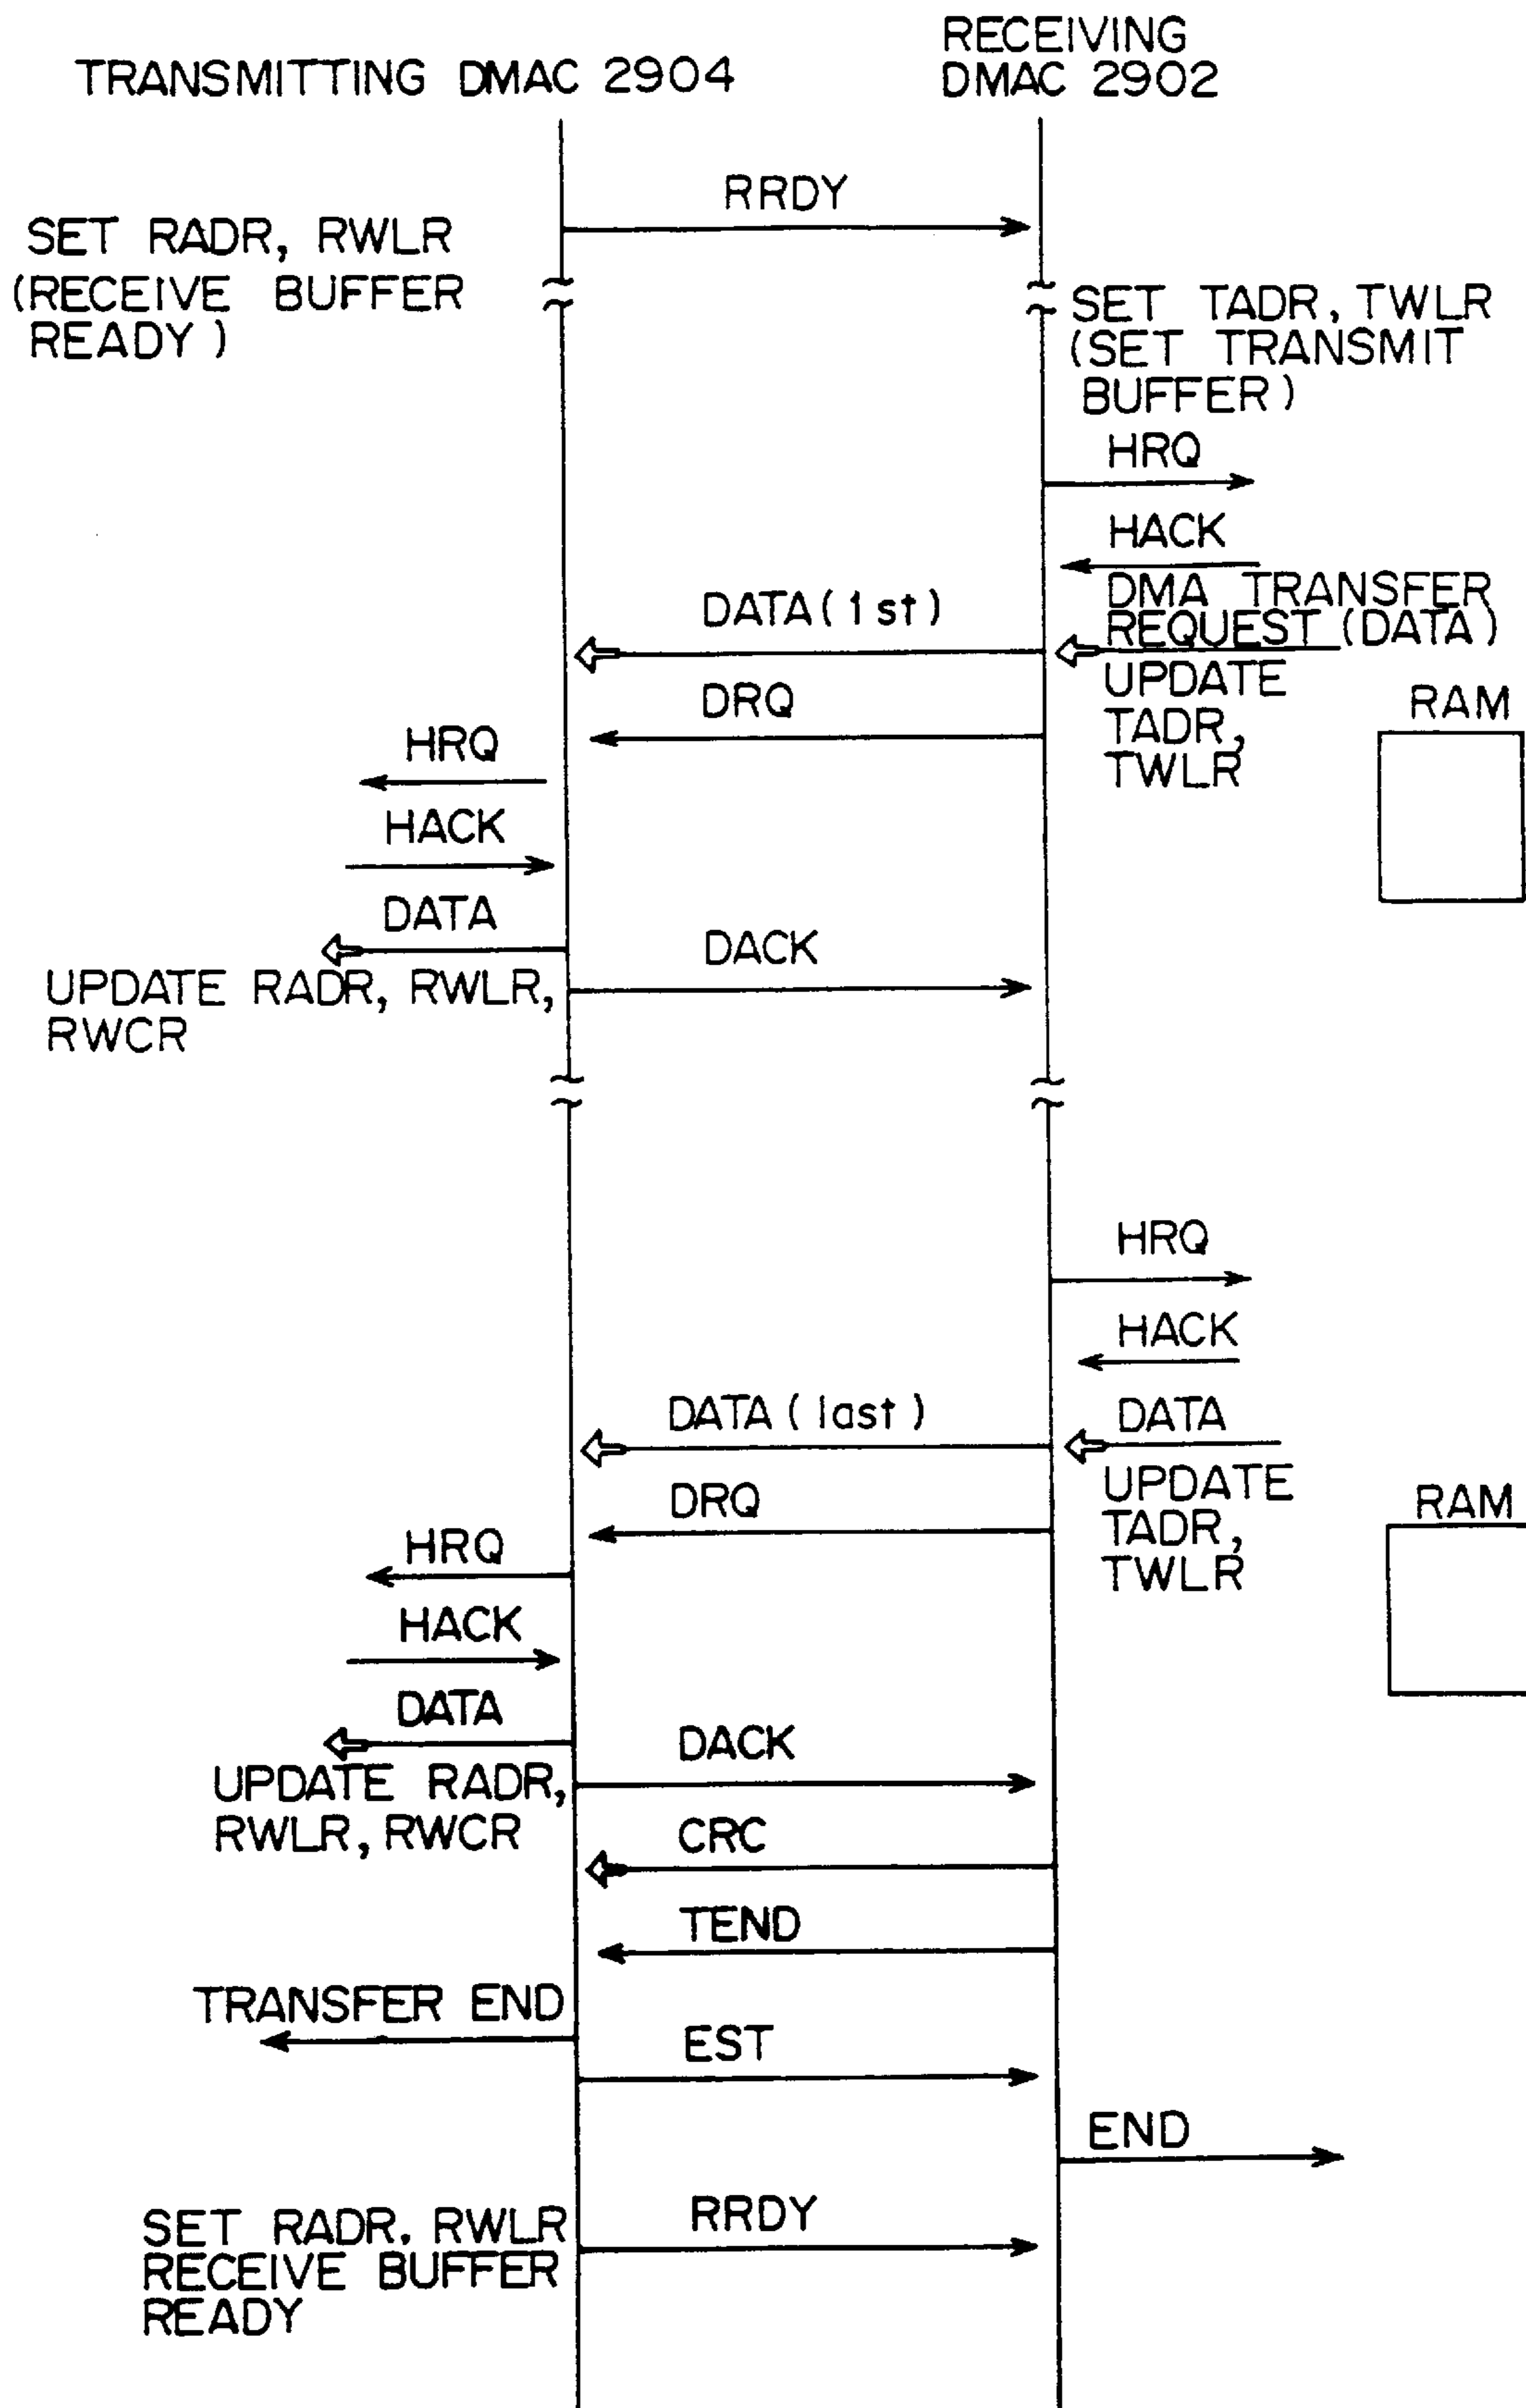 TRANSMITTING DMAC 2904
RECEIVING
DMAC 2902
RRDY
SET RADR, RWLR
(RECEIVE BUFFER
READY)
SET TADR, TWLR
(SET TRANSMIT
BUFFER)
HRQ
HACK
DMA TRANSFER
REQUEST (DATA)
DATA (1st)
UPDATE
TADR,
TWLR
RAM
DRQ
HRQ
HACK
DATA
DACK
UPDATE RADR, RWLR,
RWCR
HRQ
HACK
DATA (last)
DATA
UPDATE
TADR,
TWLR
RAM
DRQ
HRQ
HACK
DATA
DACK
UPDATE RADR,
RWLR, RWCR
CRC
TEND
TRANSFER END
EST
END
RRDY
SET RADR, RWLR
RECEIVE BUFFER
READY